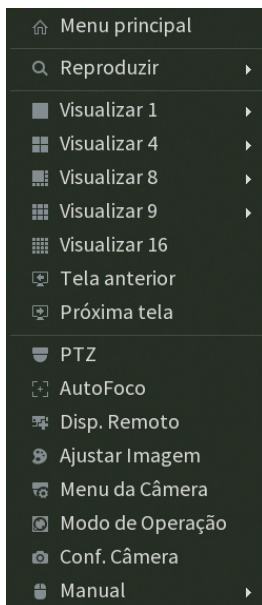 Menu principal
Reproduzir
Visualizar 1
Visualizar 4
Visualizar 8
Visualizar 9
Visualizar 16
Tela anterior
Próxima tela
PTZ
AutoFoco
Disp. Remoto
Ajustar Imagem
Menu da Câmera
Modo de Operação
Conf. Câmera
Manual